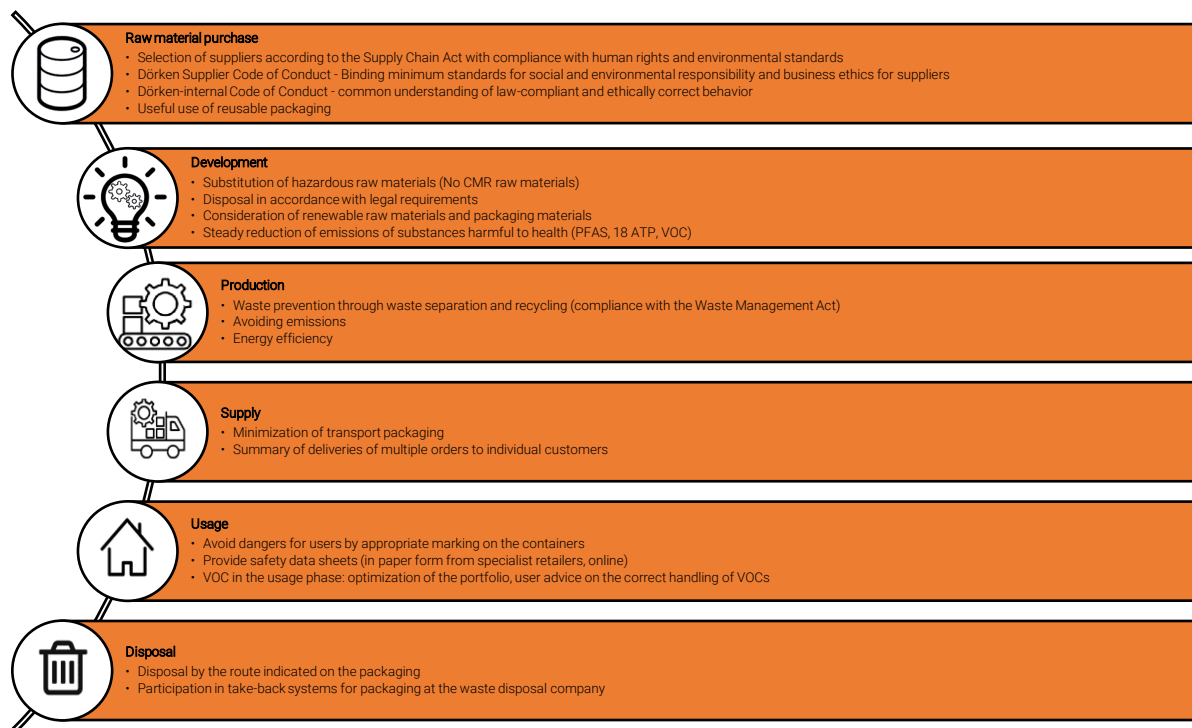 Raw material purchase
• Selection of suppliers according to the Supply Chain Act with compliance with human rights and environmental standards
• Dörken Supplier Code of Conduct - Binding minimum standards for social and environmental responsibility and business ethics for suppliers
• Dörken-internal Code of Conduct - common understanding of law-compliant and ethically correct behavior
• Useful use of reusable packaging
Development
• Substitution of hazardous raw materials (No CMR raw materials)
• Disposal in accordance with legal requirements
• Consideration of renewable raw materials and packaging materials
• Steady reduction of emissions of substances harmful to health (PFAS, 18 ATP, VOC)
Production
• Waste prevention through waste separation and recycling (compliance with the Waste Management Act)
• Avoiding emissions
• Energy efficiency
Supply
• Minimization of transport packaging
• Summary of deliveries of multiple orders to individual customers
Usage
• Avoid dangers for users by appropriate marking on the containers
• Provide safety data sheets (in paper form from specialist retailers, online)
• VOC in the usage phase: optimization of the portfolio, user advice on the correct handling of VOCs
Disposal
• Disposal by the route indicated on the packaging
• Participation in take-back systems for packaging at the waste disposal company